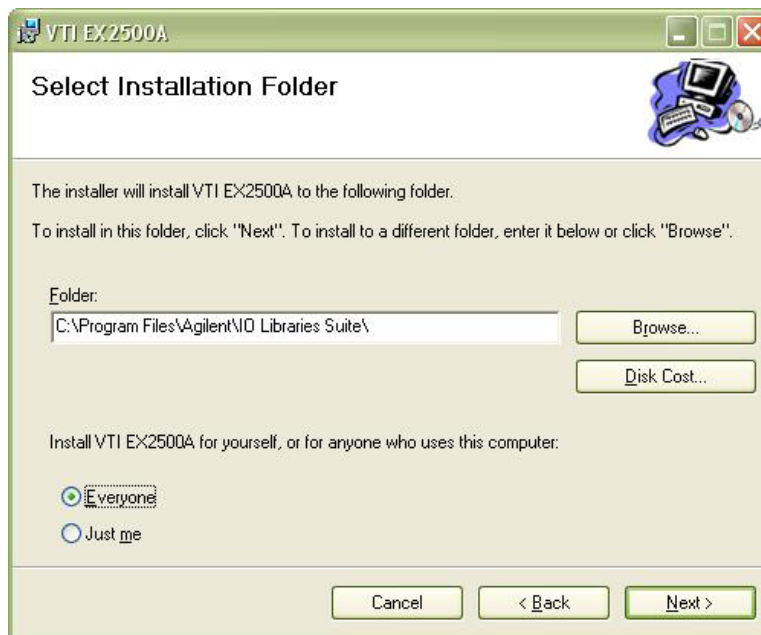 VTI EX2500A
Select Installation Folder
The installer will install VTI EX2500A to the following folder.
To install in this folder, click "Next". To install to a different folder, enter it below or click "Browse".
Folder:
C:\Program Files\Agilent\IO Libraries Suite\
Browse...
Disk Cost...
Install VTI EX2500A for yourself, or for anyone who uses this computer:
Everyone
Just me
Cancel
< Back
Next >